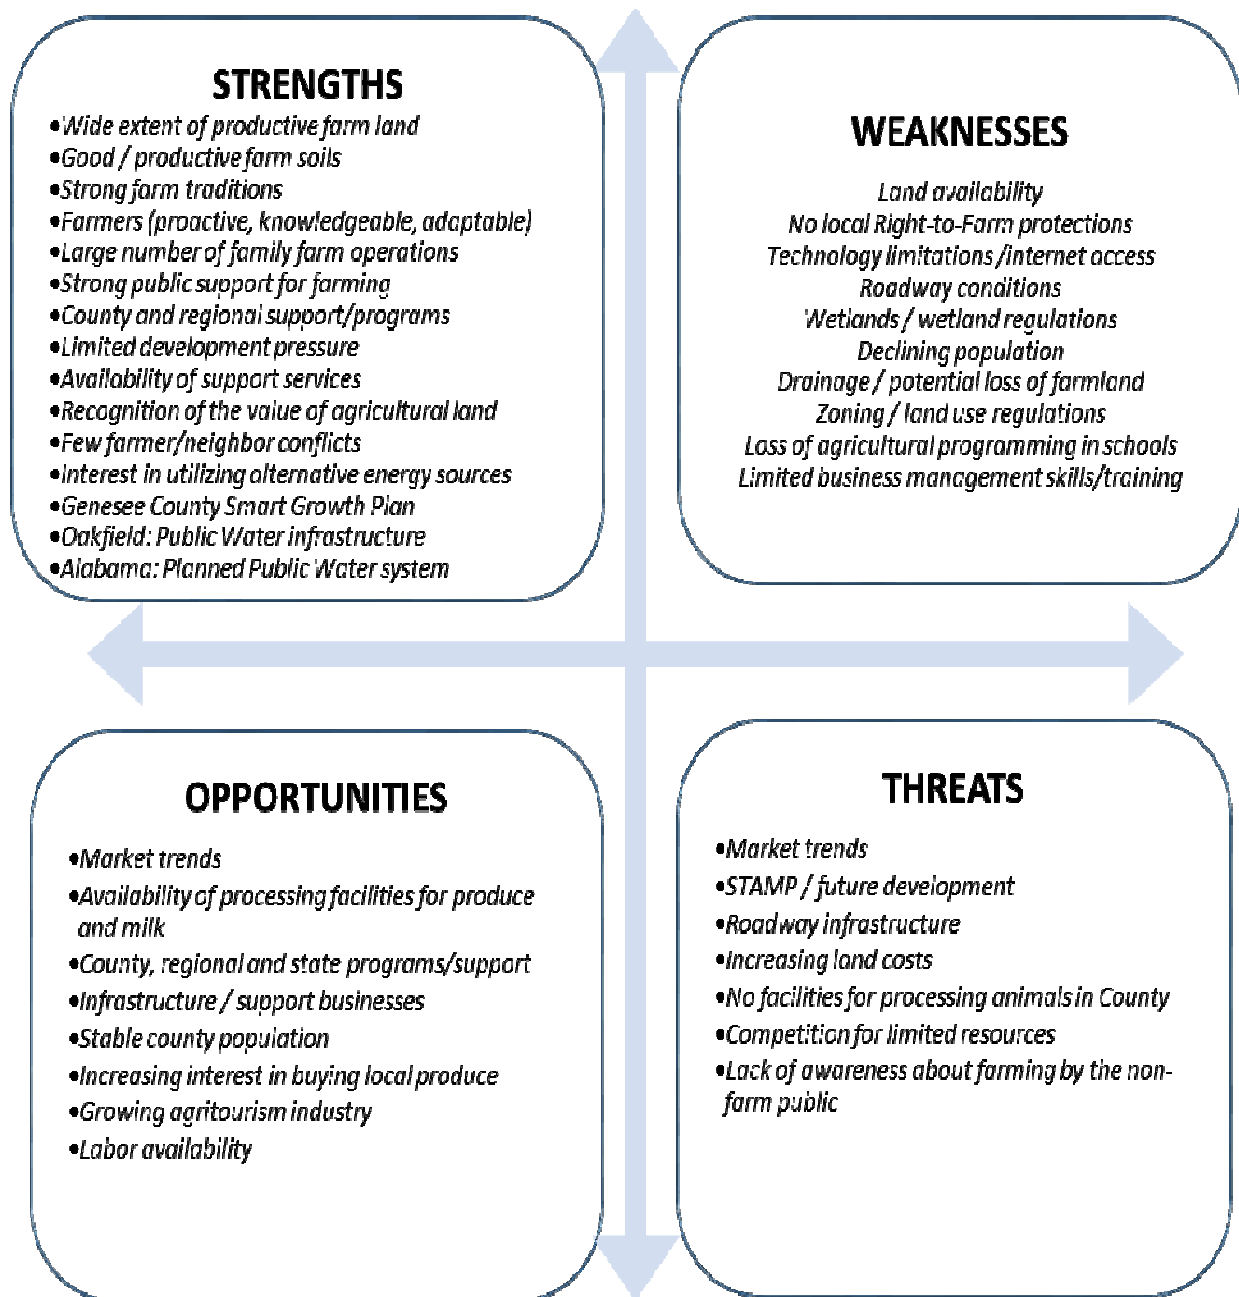 STRENGTHS
•Wide extent of productive farm land
•Good / productive farm soils
•Strong farm traditions
•Farmers (proactive, knowledgeable, adaptable)
•Large number of family farm operations
•Strong public support for farming
•County and regional support/programs
•Limited development pressure
•Availability of support services
•Recognition of the value of agricultural land
•Few farmer/neighbor conflicts
•Interest in utilizing alternative energy sources
•Genesee County Smart Growth Plan
•Oakfield: Public Water infrastructure
•Alabama: Planned Public Water system
WEAKNESSES
Land availability
No local Right-to-Farm protections
Technology limitations /internet access
Roadway conditions
Wetlands / wetland regulations
Declining population
Drainage / potential loss of farmland
Zoning / land use regulations
Loss of agricultural programming in schools
Limited business management skills/training
OPPORTUNITIES
•Market trends
•Availability of processing facilities for produce
and milk
•County, regional and state programs/support
•Infrastructure / support businesses
•Stable county population
•Increasing interest in buying local produce
•Growing agritourism industry
•Labor availability
THREATS
•Market trends
•STAMP / future development
•Roadway infrastructure
•Increasing land costs
•No facilities for processing animals in County
•Competition for limited resources
•Lack of awareness about farming by the non-
farm public